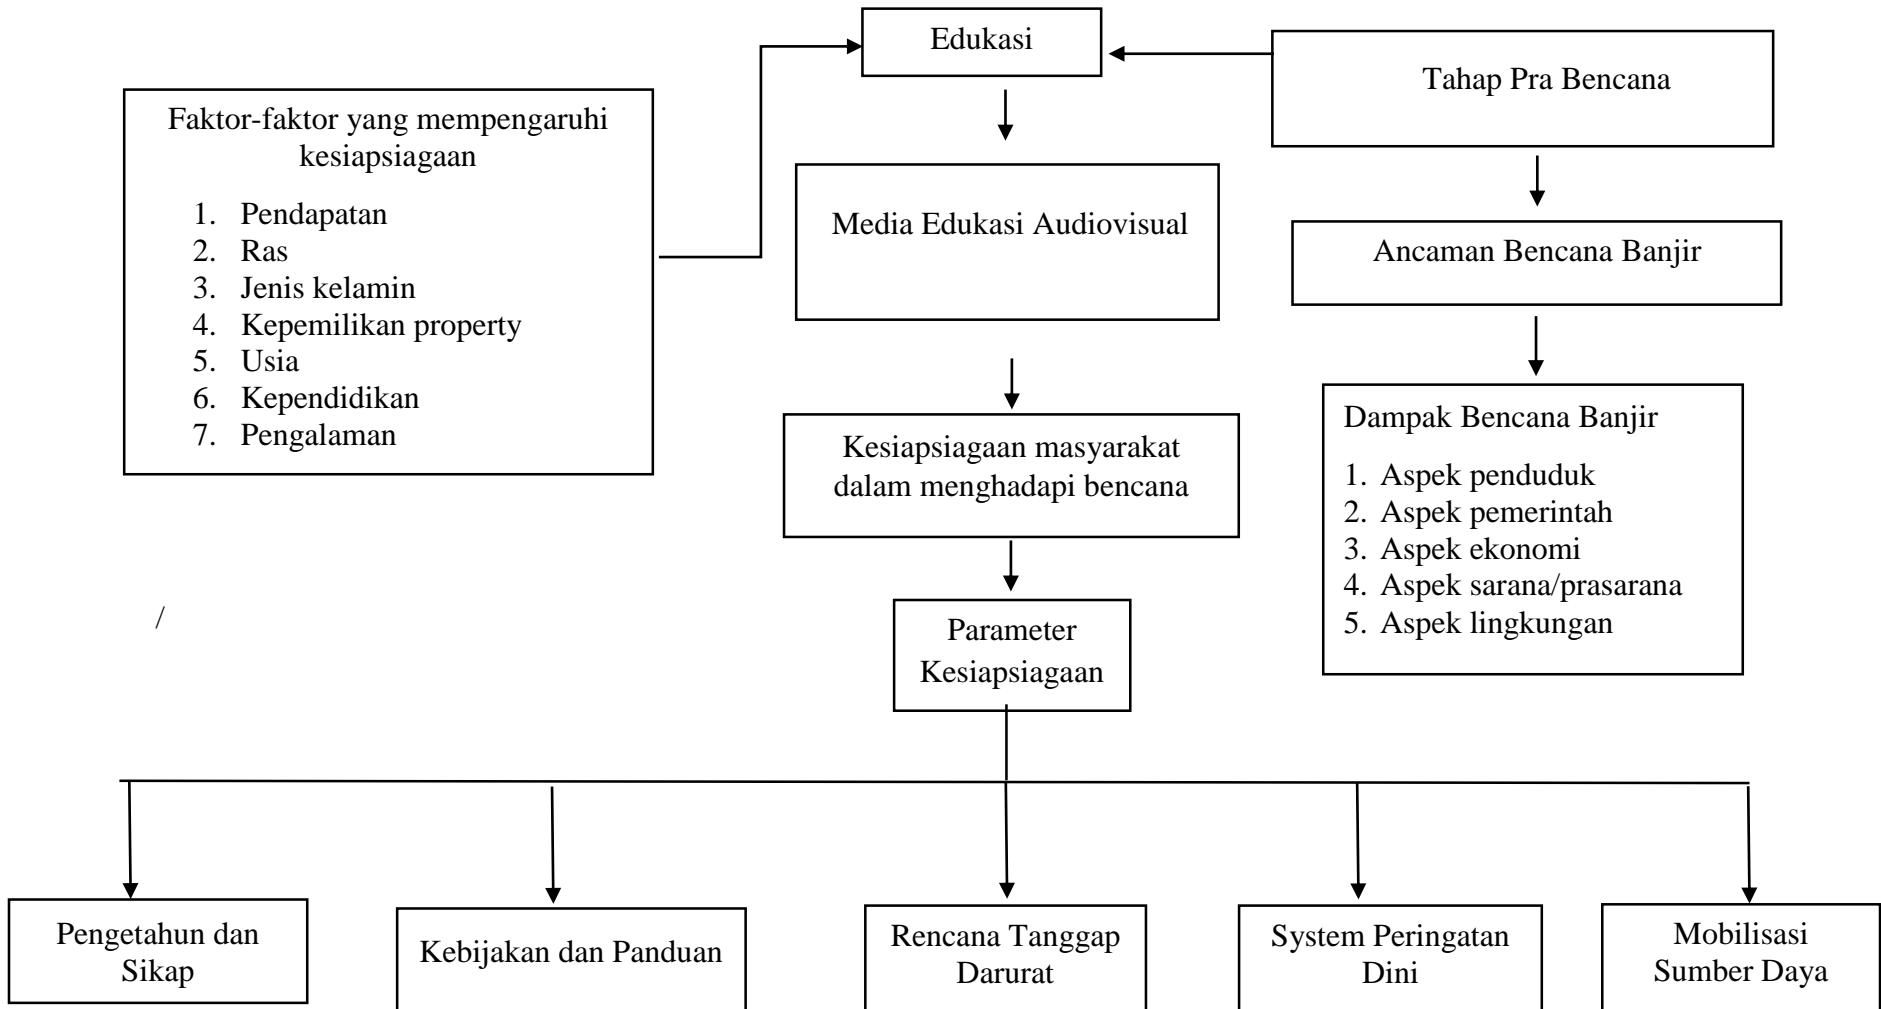 Edukasi
Tahap Pra Bencana
Faktor-faktor yang mempengaruhi
kesiapsiagaan
1. Pendapatan
2. Ras
3. Jenis kelamin
4. Kepemilikan property
5. Usia
6. Kependidikan
7. Pengalaman
Media Edukasi Audiovisual
Ancaman Bencana Banjir
Kesiapsiagaan masyarakat
dalam menghadapi bencana
Dampak Bencana Banjir
1. Aspek penduduk
2. Aspek pemerintah
3. Aspek ekonomi
4. Aspek sarana/prasarana
5. Aspek lingkungan
/
Parameter
Kesiapsiagaan
Pengetahun dan
Sikap
Kebijakan dan Panduan
Rencana Tanggap
Darurat
System Peringatan
Dini
Mobilisasi
Sumber Daya